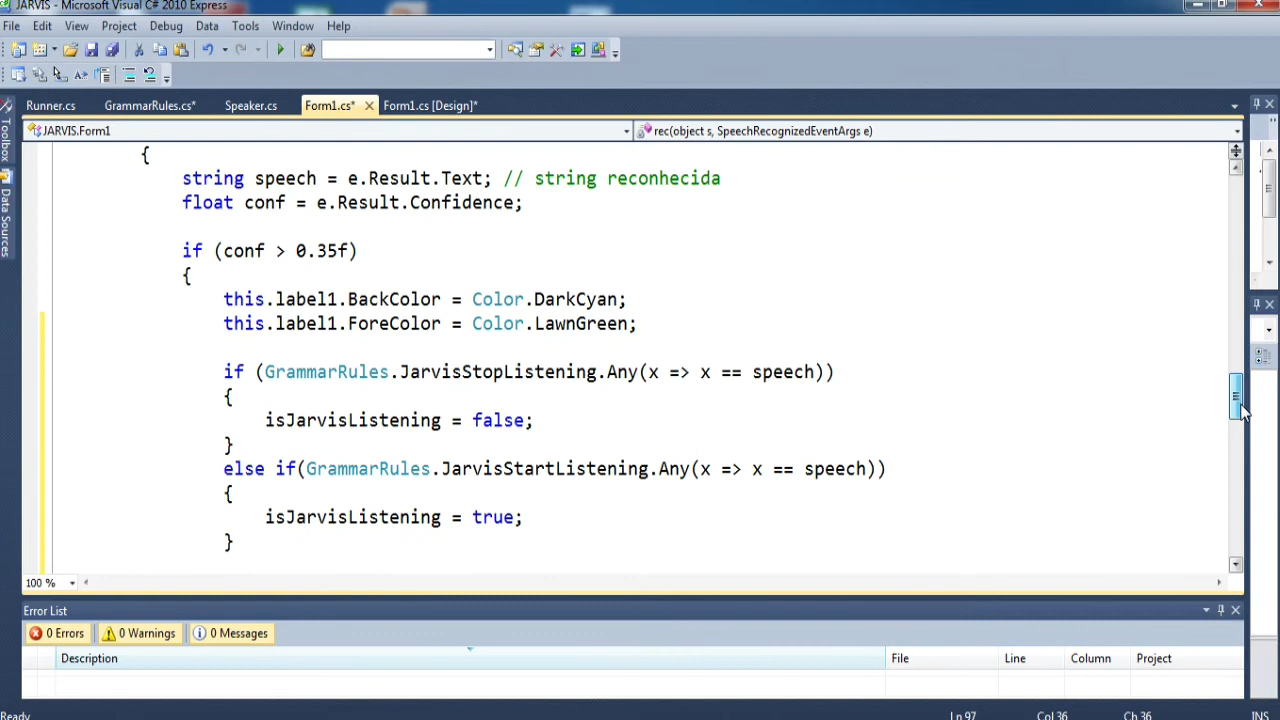 JARVIS - Microsoft Visual C# 2010 Express
File Edit View Project Debug Data Tools Window Help
Runner.cs GrammarRules.cs* Speaker.cs Form1.cs* Form1.cs [Design]*
JARVIS.Form1 rec(object s, SpeechRecognizedEventArgs e)
Toolbox
Data Sources
{
string speech = e.Result.Text; // string reconhecida
float conf = e.Result.Confidence;
if (conf > 0.35f)
{
this.label1.BackColor = Color.DarkCyan;
this.label1.ForeColor = Color.LawnGreen;
if (GrammarRules.JarvisStopListening.Any(x => x == speech))
{
isJarvisListening = false;
}
else if(GrammarRules.JarvisStartListening.Any(x => x == speech))
{
isJarvisListening = true;
}
100 %
Error List
0 Errors 0 Warnings 0 Messages
Description File Line Column Project
Ready Ln 97 Col 36 Ch 36 INS